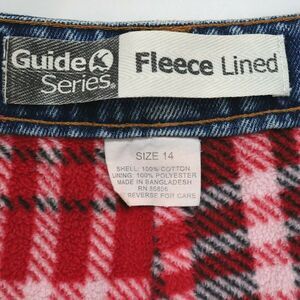 Guide Series® Fleece Lined
SIZE 14
SHELL: 100% COTTON
LINING: 100% POLYESTER
MADE IN BANGLADESH
RN 85856
REVERSE FOR CARE